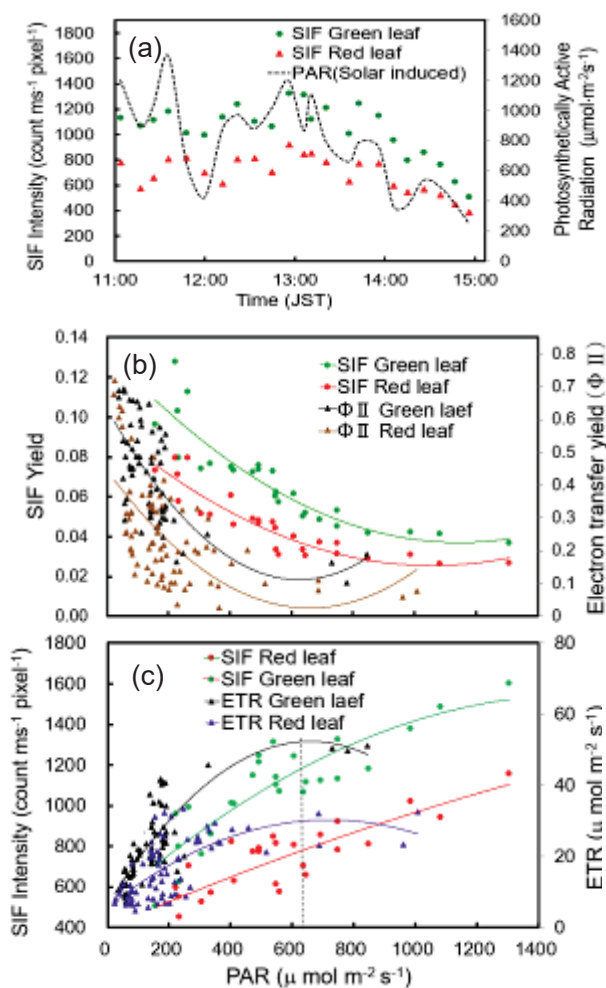 (a)
SIF Green leaf
SIF Red leaf
PAR(Solar induced)
SIF Intensity (count ms-1 pixel-1)
1800
1600
1400
1200
1000
800
600
400
200
0
1600
1400
1200
1000
800
600
400
200
0
Photosynthetically Active
Radiation (μmol·m-2s-1)
11:00 12:00 13:00 14:00 15:00
Time (JST)
(b)
SIF Green leaf
SIF Red leaf
ΦII Green laef
ΦII Red leaf
SIF Yield
0.14
0.12
0.10
0.08
0.06
0.04
0.02
0.00
0.8
0.7
0.6
0.5
0.4
0.3
0.2
0.1
0
Electron transfer yield (ΦII)
(c)
SIF Red leaf
SIF Green leaf
ETR Green laef
ETR Red leaf
SIF Intensity (count ms-1 pixel-1)
1800
1600
1400
1200
1000
800
600
400
80
60
40
20
0
ETR (μ mol m-2 s-1)
0 200 400 600 800 1000 1200 1400
PAR (μ mol m-2 s-1)